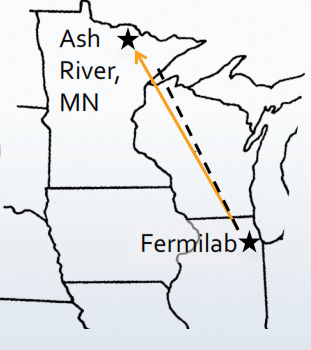 Ash
River,
MN
Fermilab